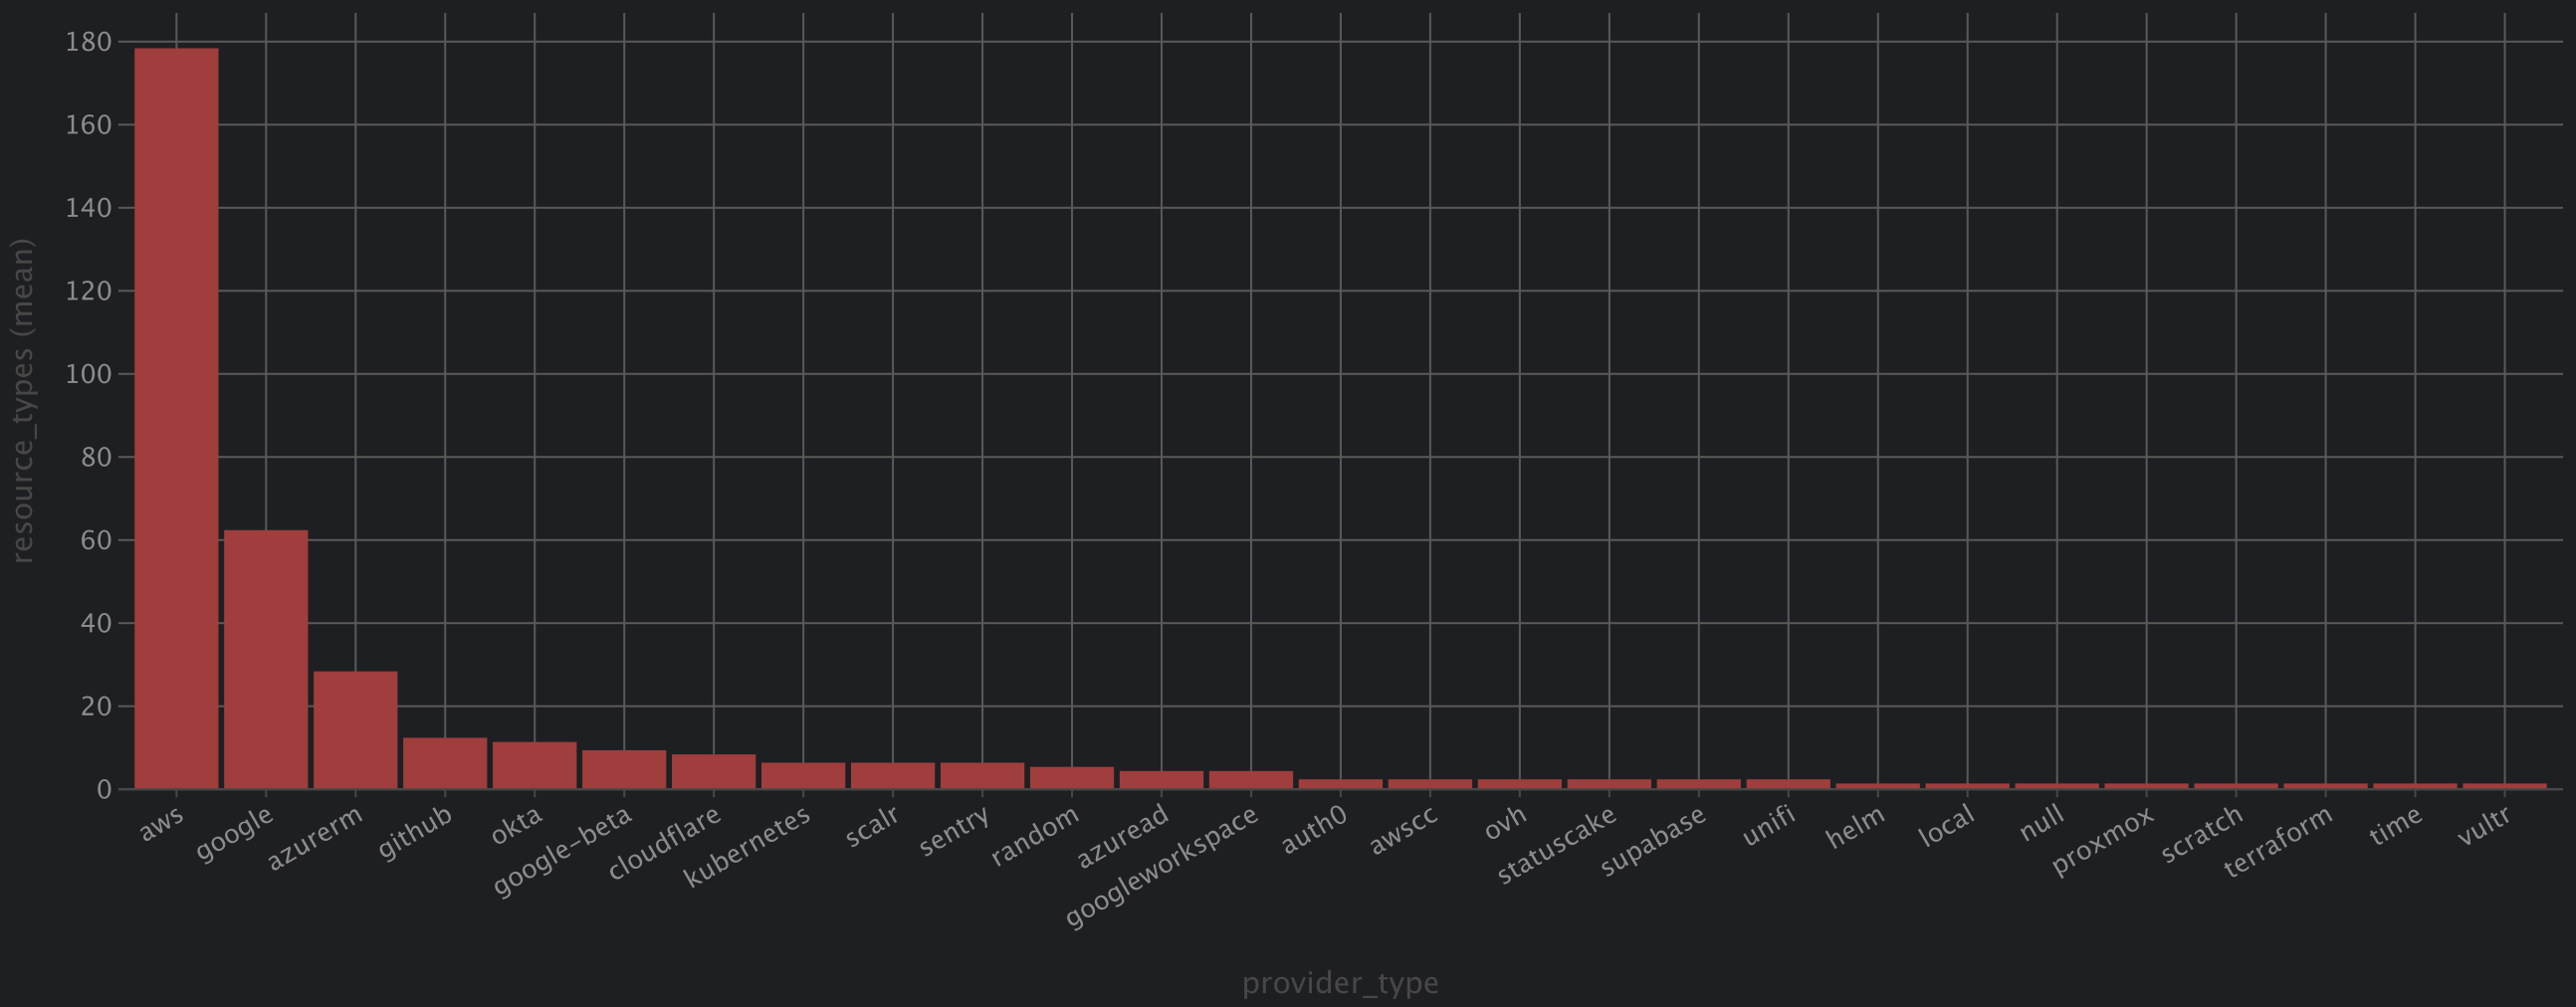 resource_types (mean)
180
160
140
120
100
80
60
40
20
0
aws
google
azurerm
github
okta
google-beta
cloudflare
kubernetes
scalr
sentry
random
azuread
googleworkspace
auth0
awscc
ovh
statuscake
supabase
unifi
helm
local
null
proxmox
scratch
terraform
time
vultr
provider_type